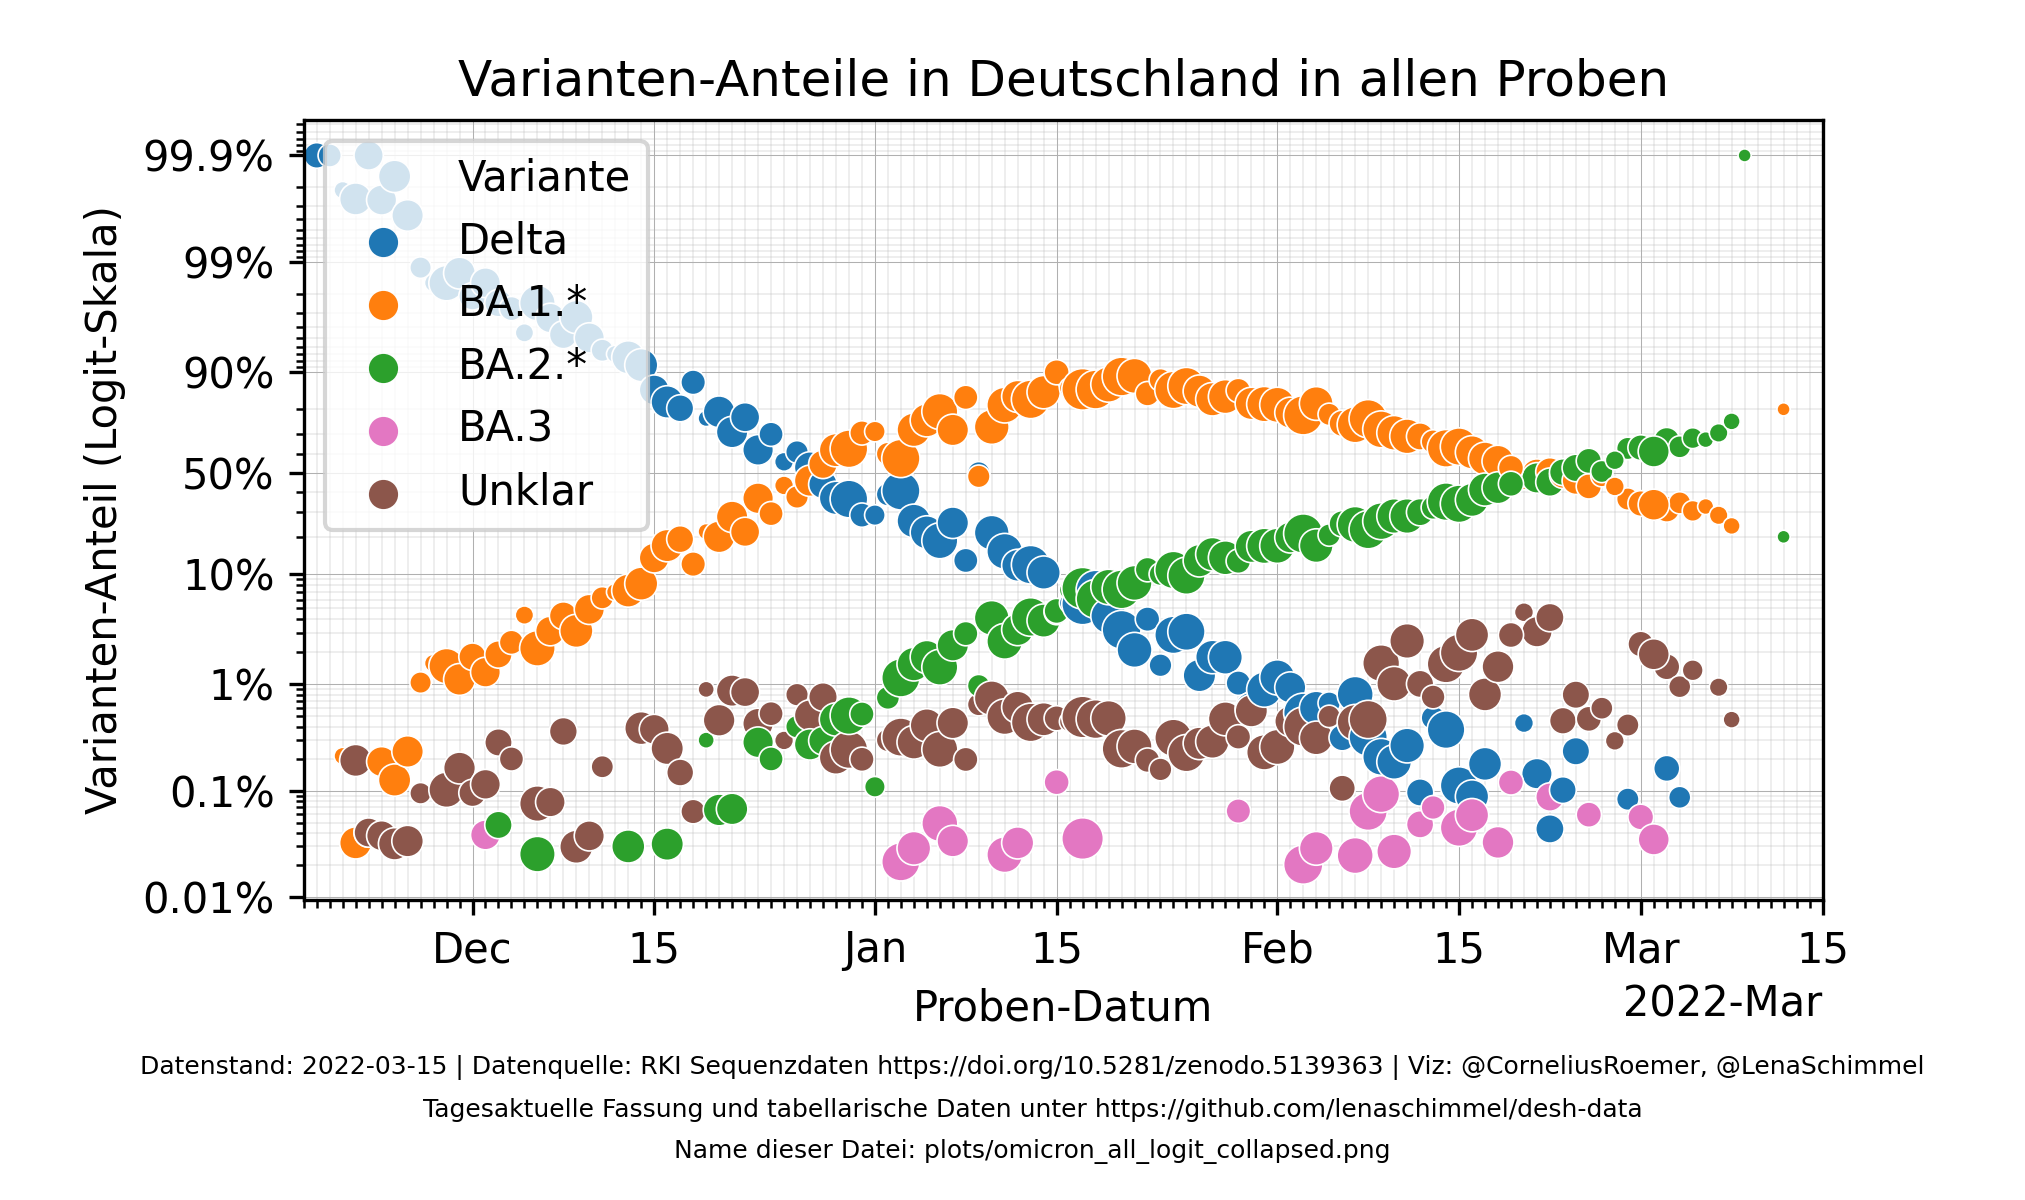 Varianten-Anteile in Deutschland in allen Proben
Varianten-Anteil (Logit-Skala)
99.9%
99%
90%
50%
10%
1%
0.1%
0.01%
Variante
Delta
BA.1.*
BA.2.*
BA.3
Unklar
Dec 15 Jan 15 Feb 15 Mar 15
Proben-Datum
2022-Mar
Datenstand: 2022-03-15 | Datenquelle: RKI Sequenzdaten https://doi.org/10.5281/zenodo.5139363 | Viz: @CorneliusRoemer, @LenaSchimmel
Tagesaktuelle Fassung und tabellarische Daten unter https://github.com/lenaschimmel/desh-data
Name dieser Datei: plots/omicron_all_logit_collapsed.png